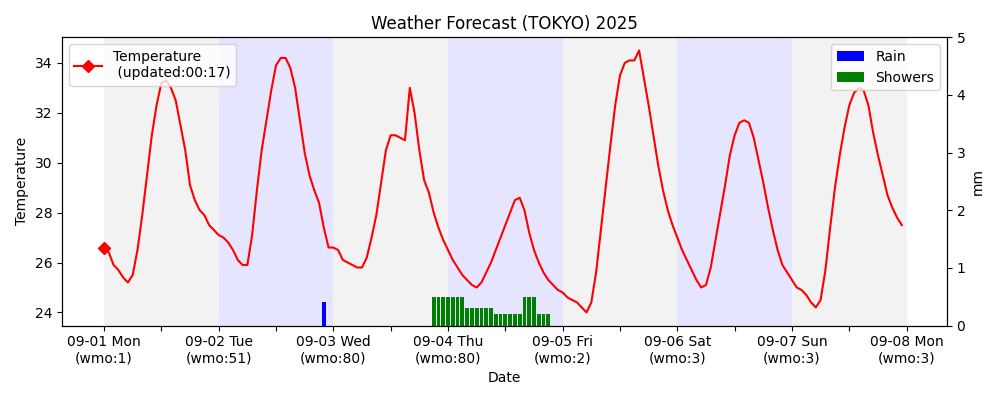 Weather Forecast (TOKYO) 2025
Temperature
(updated:00:17)
Rain
Showers
34
32
30
28
26
24
Temperature
5
4
3
2
1
0
mm
09-01 Mon 09-02 Tue 09-03 Wed 09-04 Thu 09-05 Fri 09-06 Sat 09-07 Sun 09-08 Mon
(wmo:1) (wmo:51) (wmo:80) (wmo:80) (wmo:2) (wmo:3) (wmo:3) (wmo:3)
Date